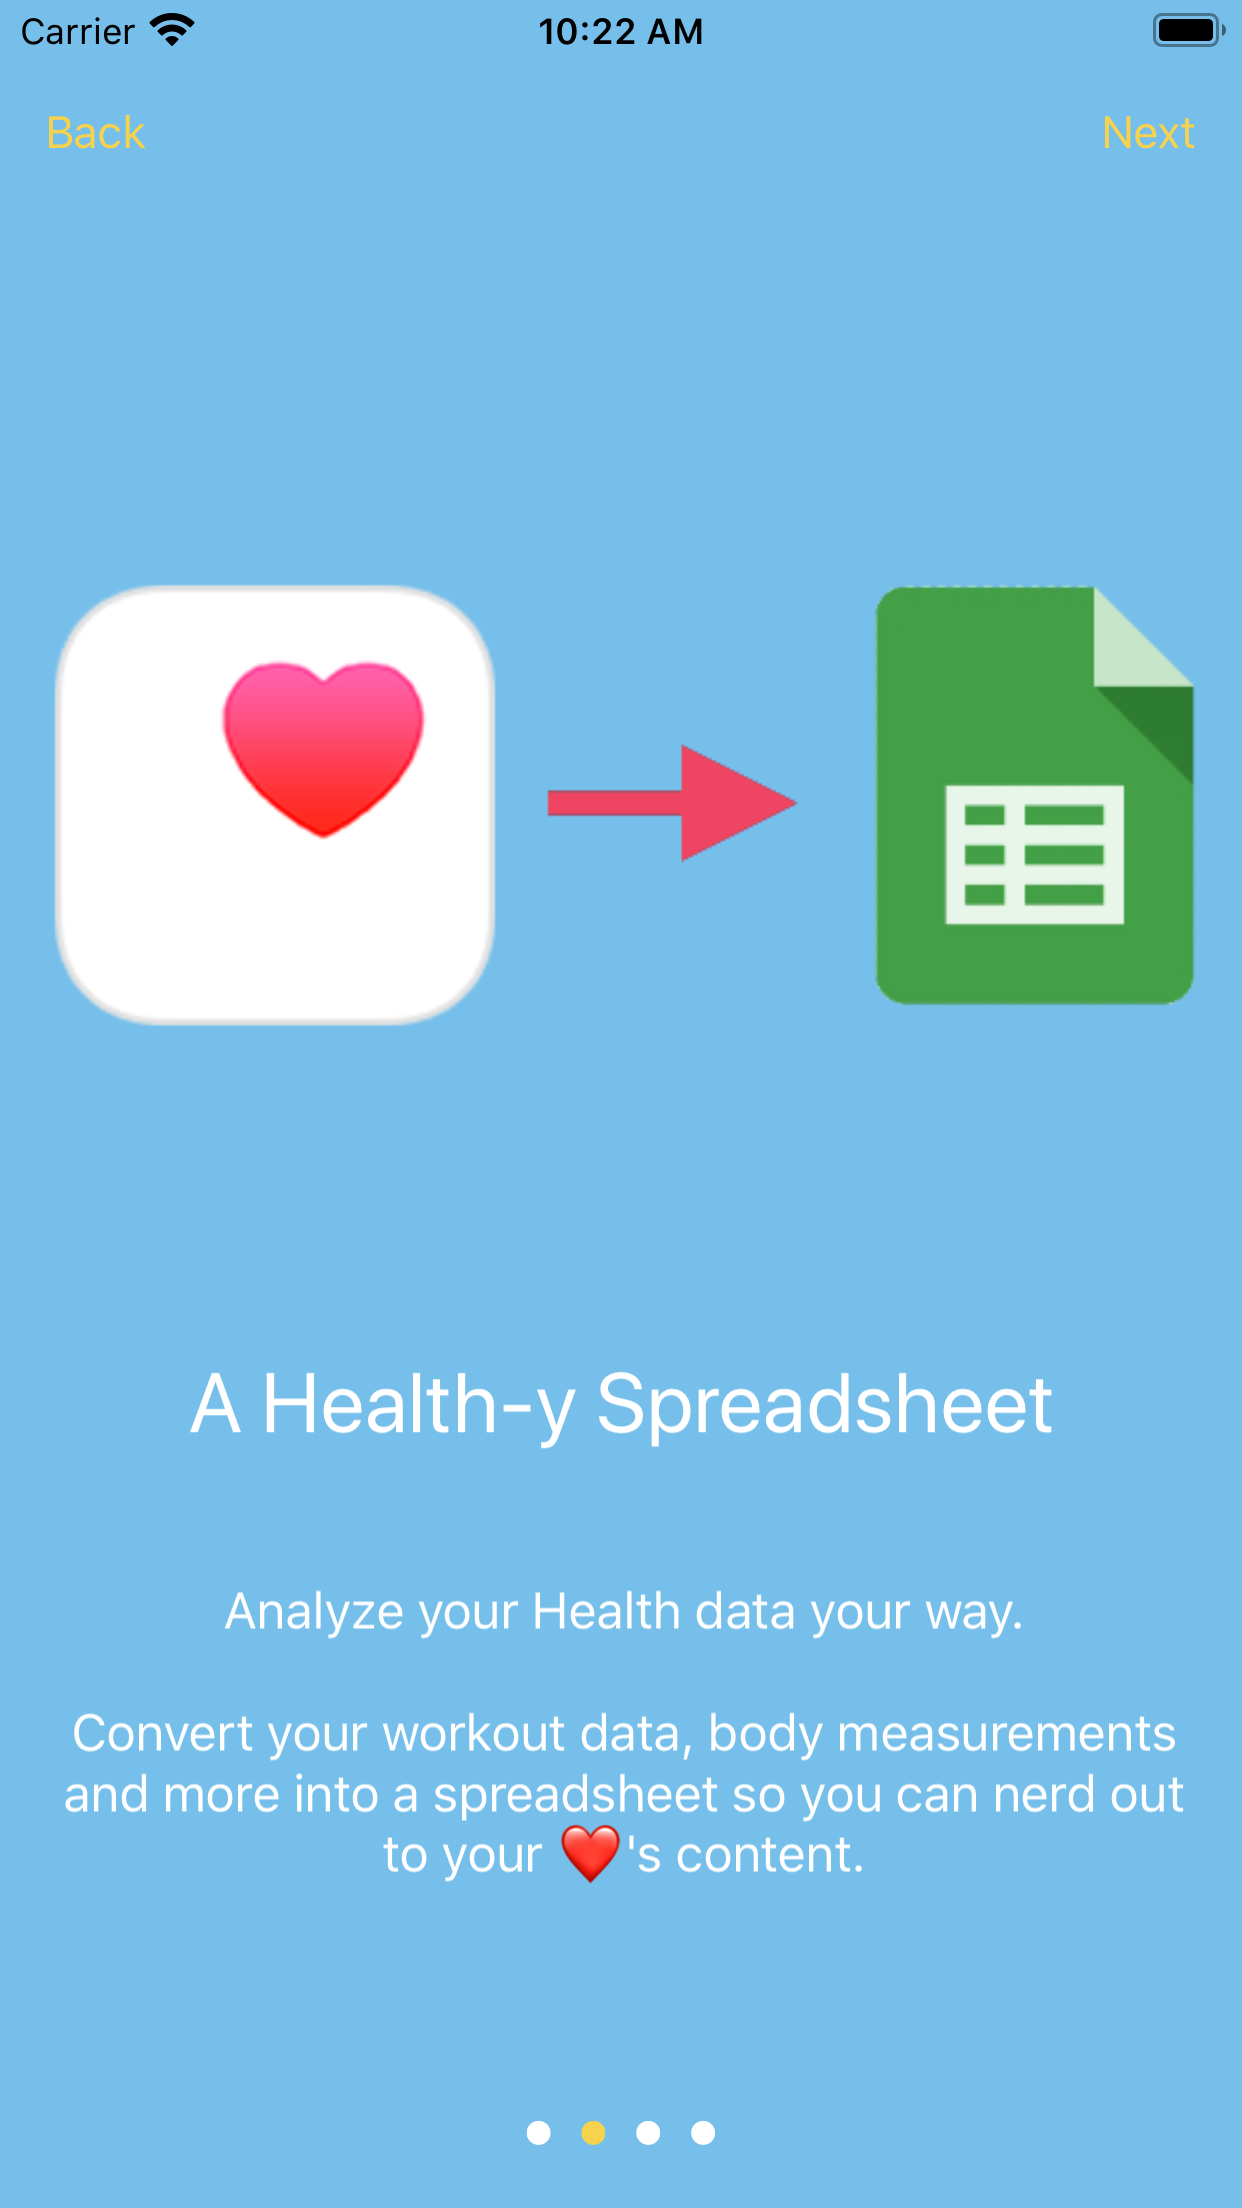 Carrier 10:22 AM
Back Next
A Health-y Spreadsheet
Analyze your Health data your way.
Convert your workout data, body measurements
and more into a spreadsheet so you can nerd out
to your ❤️'s content.